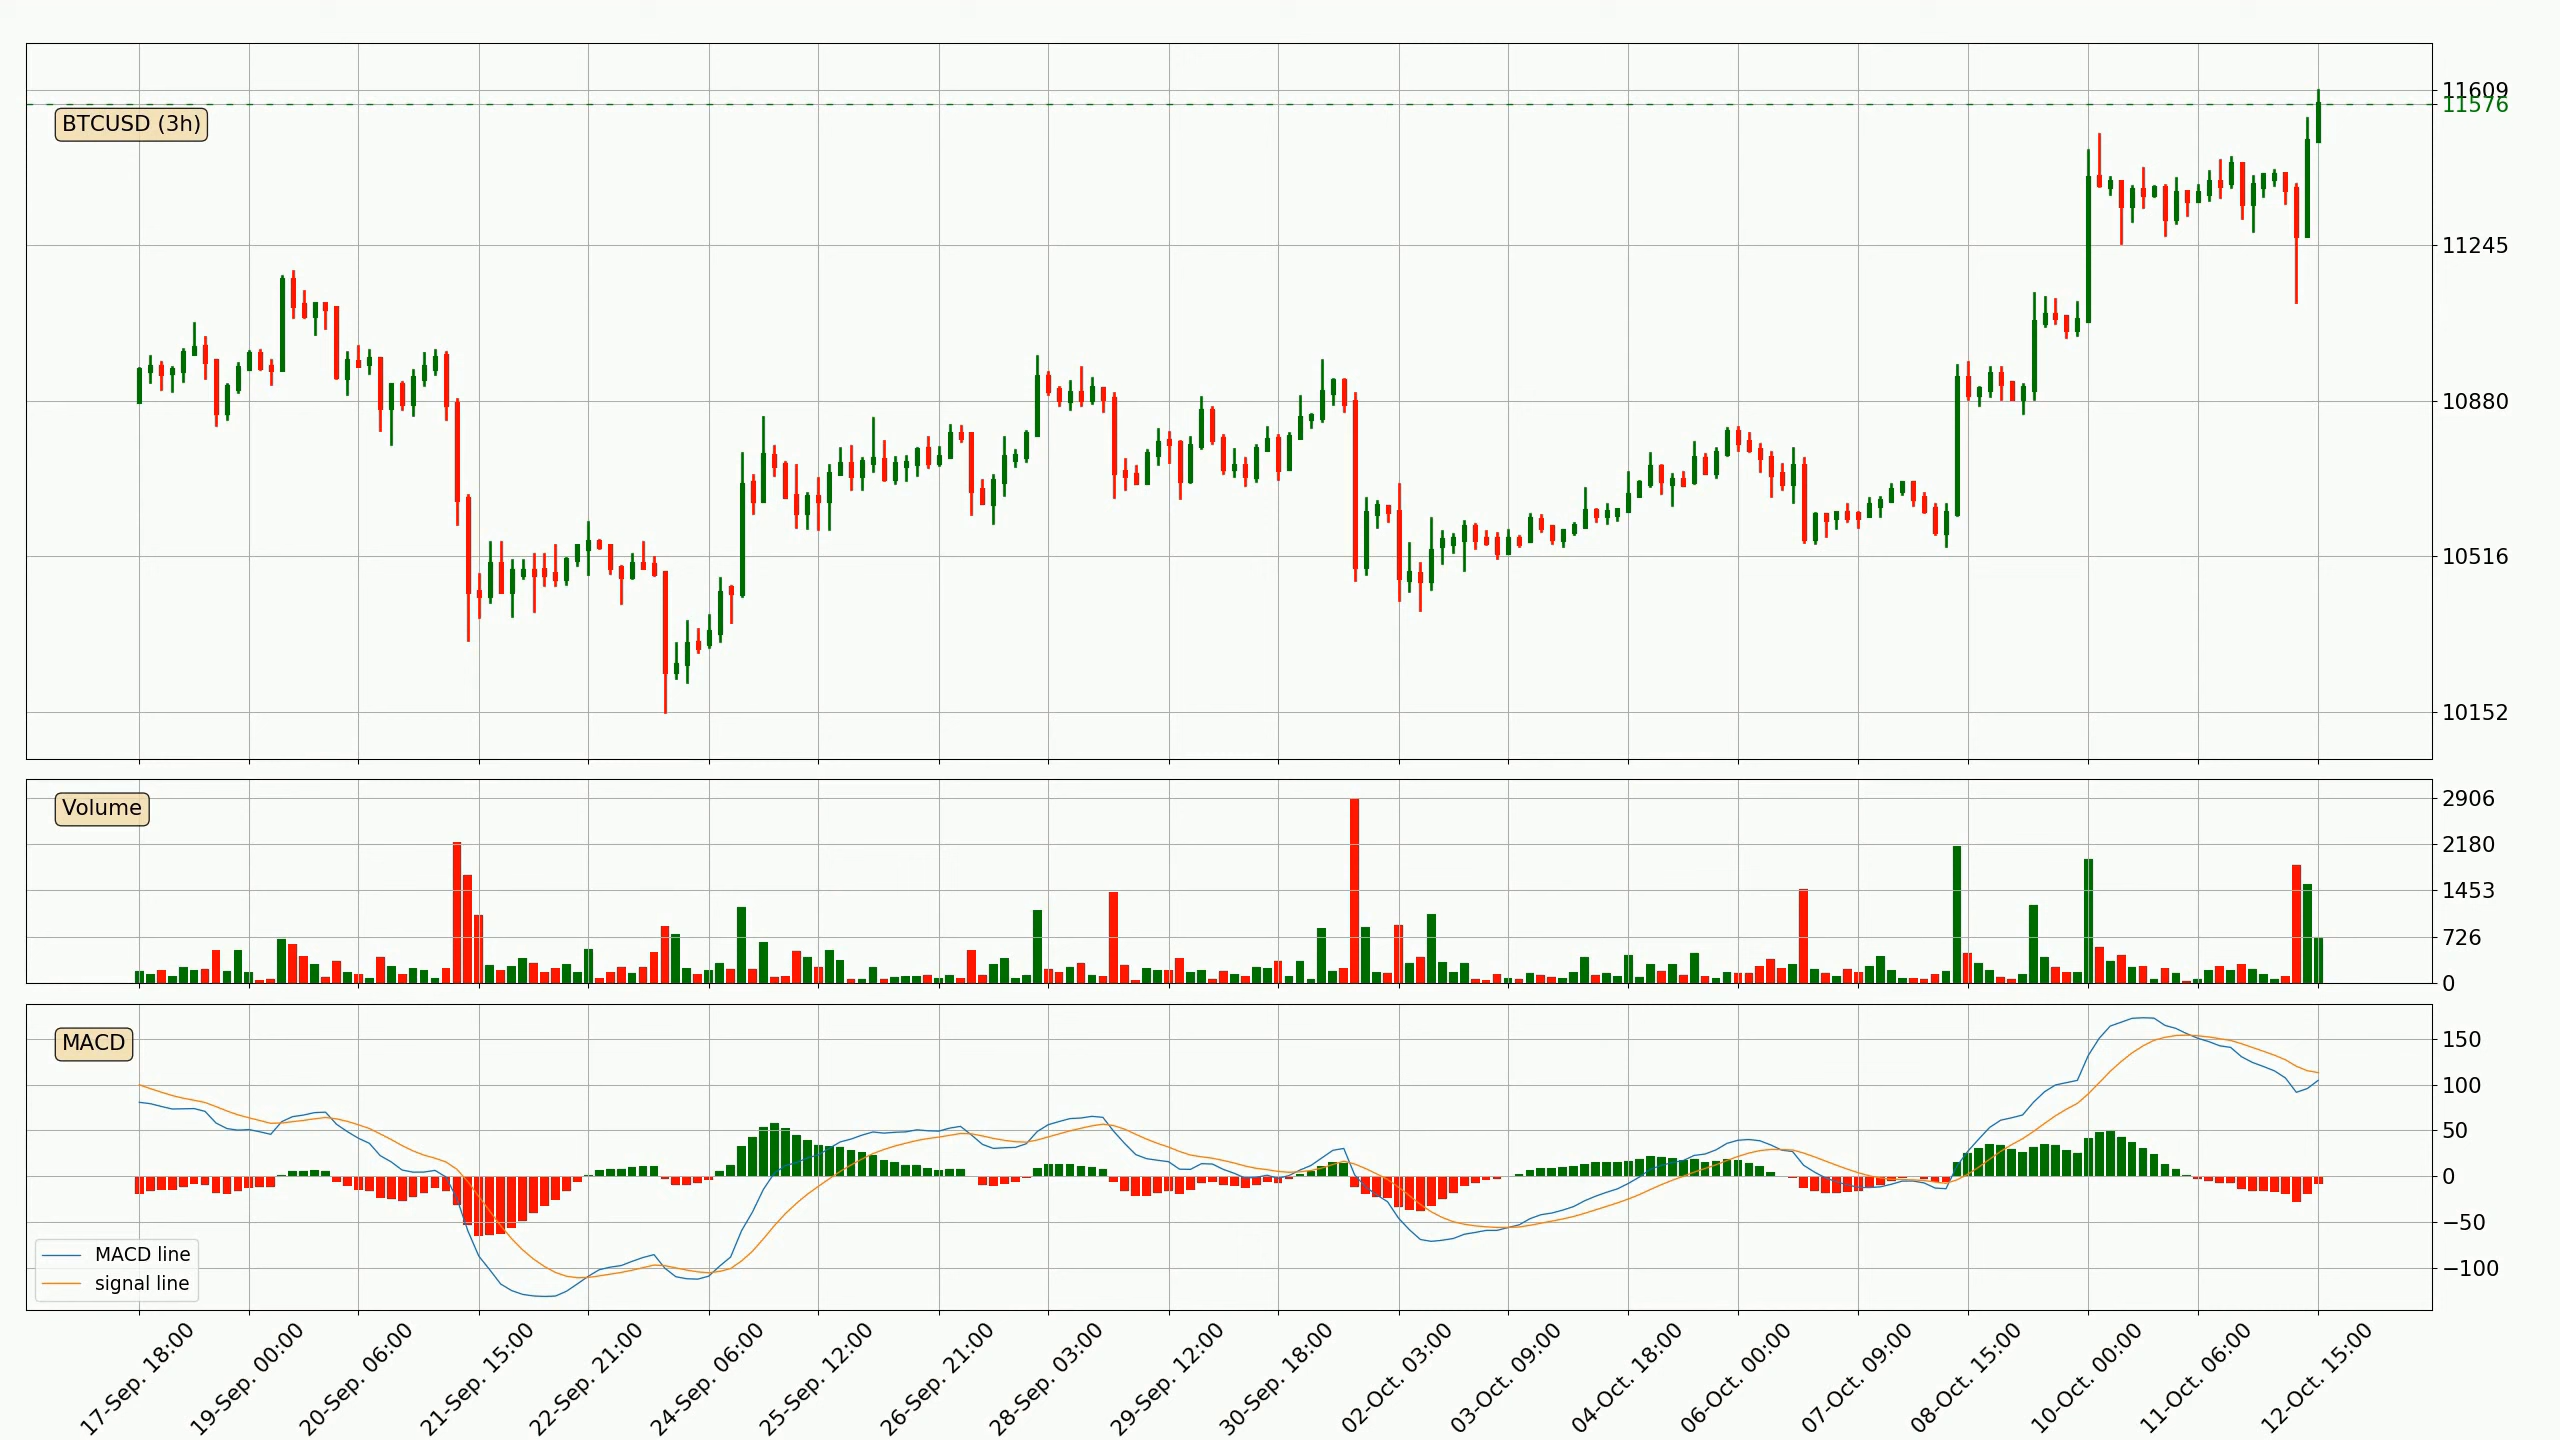 11609
11576
BTCUSD (3h)
11245
10880
10516
10152
Volume
2906
2180
1453
726
0
MACD
150
100
50
0
−50
−100
MACD line
signal line
17-Sep. 18:00
19-Sep. 00:00
20-Sep. 06:00
21-Sep. 15:00
22-Sep. 21:00
24-Sep. 06:00
25-Sep. 12:00
26-Sep. 21:00
28-Sep. 03:00
29-Sep. 12:00
30-Sep. 18:00
02-Oct. 03:00
03-Oct. 09:00
04-Oct. 18:00
06-Oct. 00:00
07-Oct. 09:00
08-Oct. 15:00
10-Oct. 00:00
11-Oct. 06:00
12-Oct. 15:00